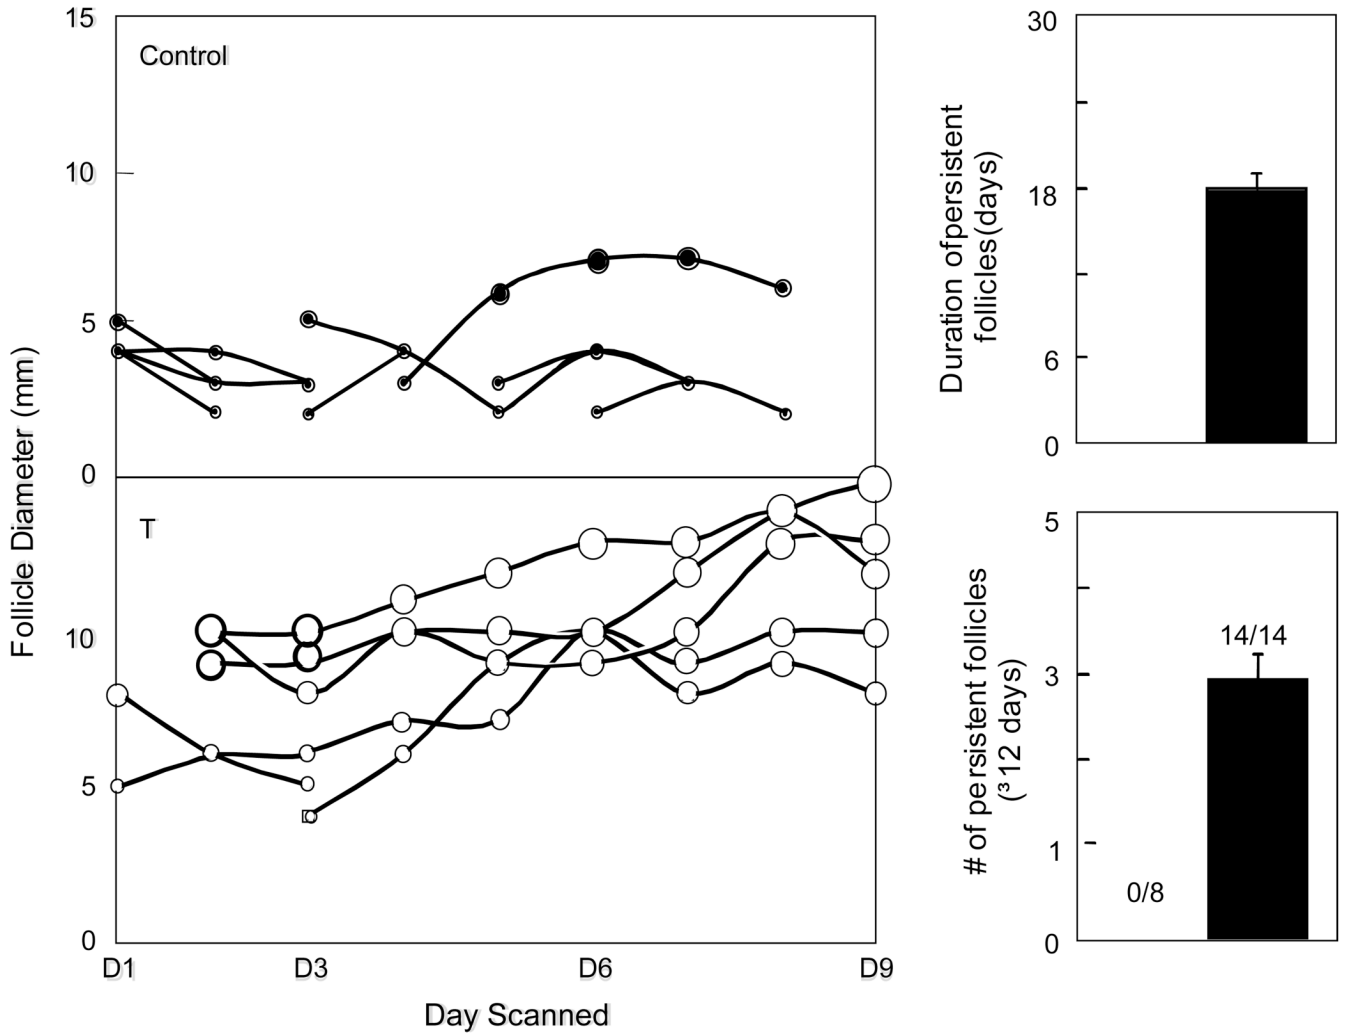 15
Control
10
5
0
T
10
5
0
Follicle Diameter (mm)
D1 D3 D6 D9
Day Scanned
30
18
6
0
Duration ofpersistent
follicles(days)
5
3
1
0
14/14
0/8
# of persistent follicles
(³12 days)